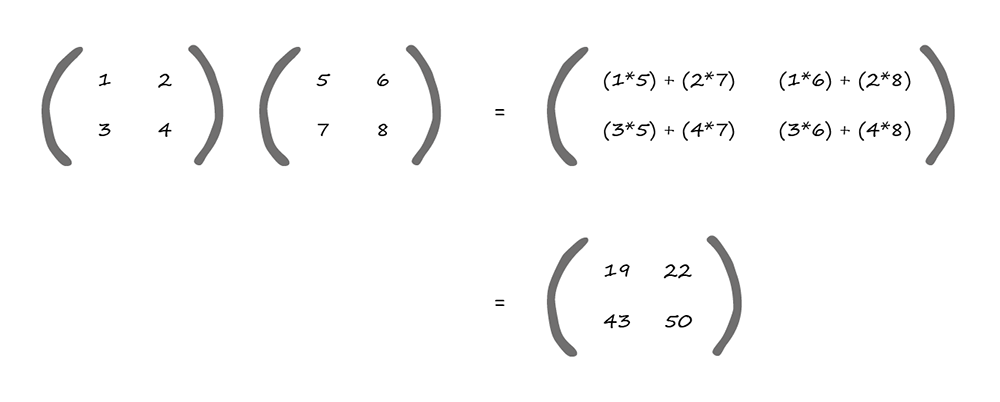 ( 1 2 ) ( 5 6 ) = ( (1*5) + (2*7) (1*6) + (2*8) )
( 3 4 ) ( 7 8 ) ( (3*5) + (4*7) (3*6) + (4*8) )
= ( 19 22 )
( 43 50 )